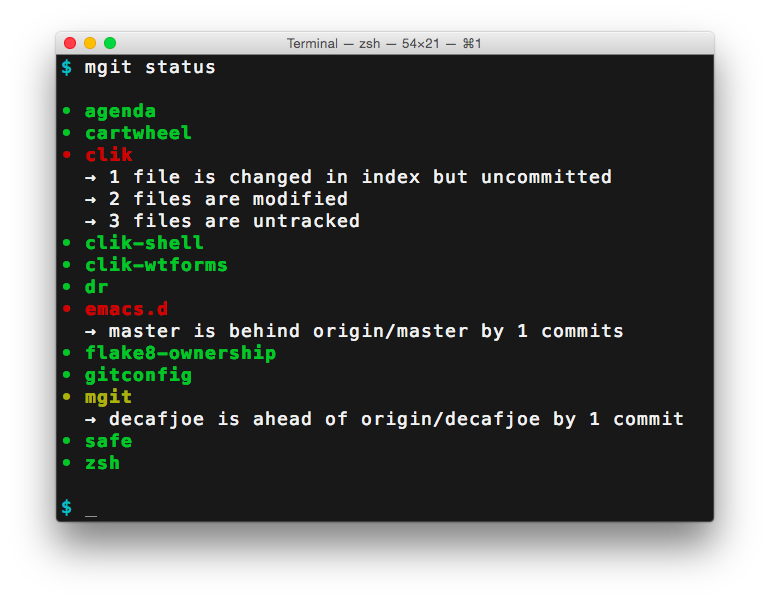 Terminal — zsh — 54×21 — ⌘1
$ mgit status
• agenda
• cartwheel
• clik
→ 1 file is changed in index but uncommitted
→ 2 files are modified
→ 3 files are untracked
• clik-shell
• clik-wtforms
• dr
• emacs.d
→ master is behind origin/master by 1 commits
• flake8-ownership
• gitconfig
• mgit
→ decafjoe is ahead of origin/decafjoe by 1 commit
• safe
• zsh
$ _